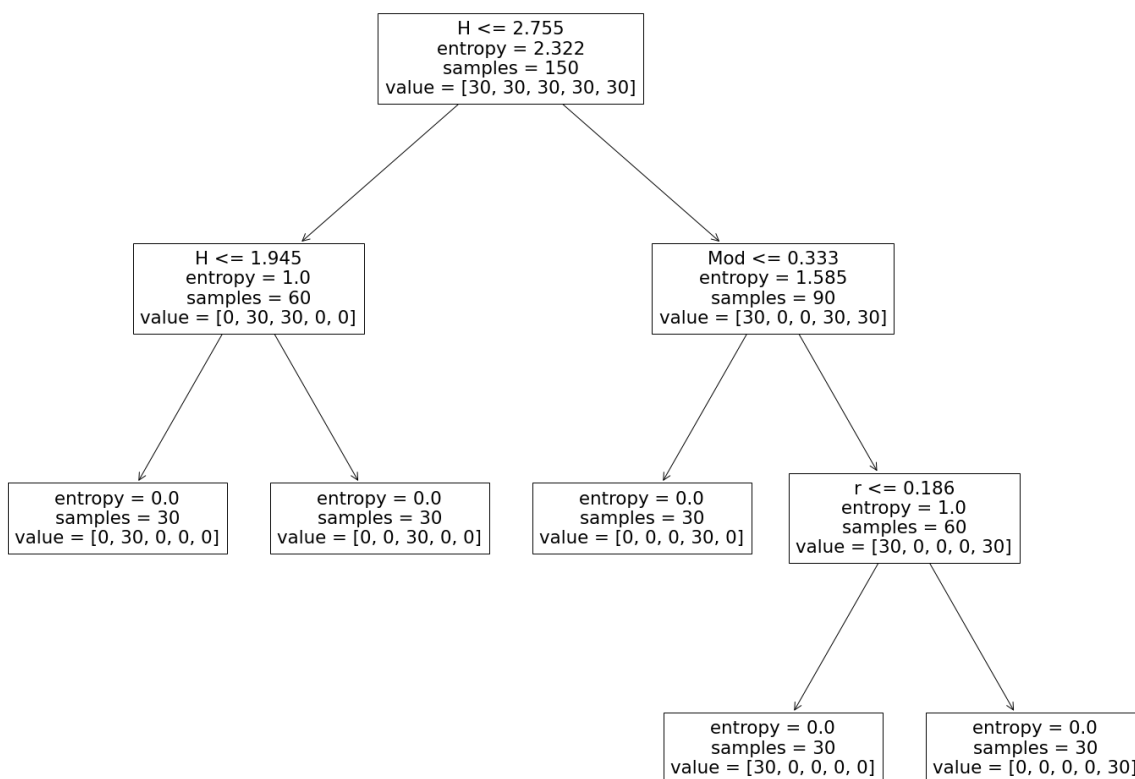 H <= 2.755
entropy = 2.322
samples = 150
value = [30, 30, 30, 30, 30]
H <= 1.945
entropy = 1.0
samples = 60
value = [0, 30, 30, 0, 0]
Mod <= 0.333
entropy = 1.585
samples = 90
value = [30, 0, 0, 30, 30]
entropy = 0.0
samples = 30
value = [0, 30, 0, 0, 0]
entropy = 0.0
samples = 30
value = [0, 0, 30, 0, 0]
entropy = 0.0
samples = 30
value = [0, 0, 0, 30, 0]
r <= 0.186
entropy = 1.0
samples = 60
value = [30, 0, 0, 0, 30]
entropy = 0.0
samples = 30
value = [30, 0, 0, 0, 0]
entropy = 0.0
samples = 30
value = [0, 0, 0, 0, 30]